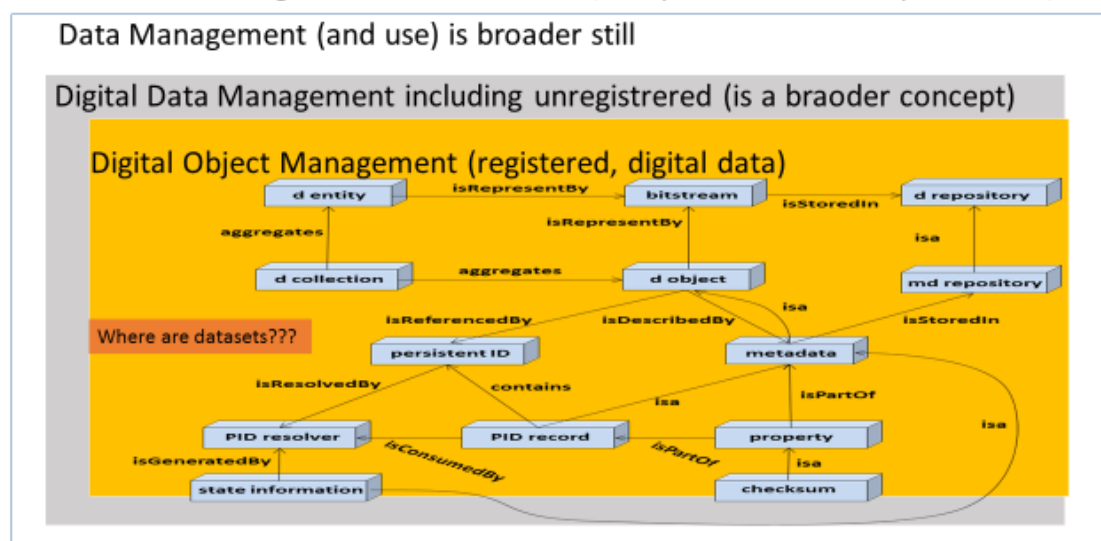 Data Management (and use) is broader still
Digital Data Management including unregistrered (is a braoder concept)
Digital Object Management (registered, digital data)
d entity
isRepresentBy
bitstream
isStoredIn
d repository
aggregates
isRepresentBy
isa
d collection
aggregates
d object
md repository
isa
isReferencedBy
isDescribedBy
isStoredIn
Where are datasets???
persistent ID
metadata
isResolvedBy
contains
isa
isPartOf
isa
PID resolver
PID record
property
isGeneratedBy
isConsumedBy
isPartOf
isa
state information
checksum